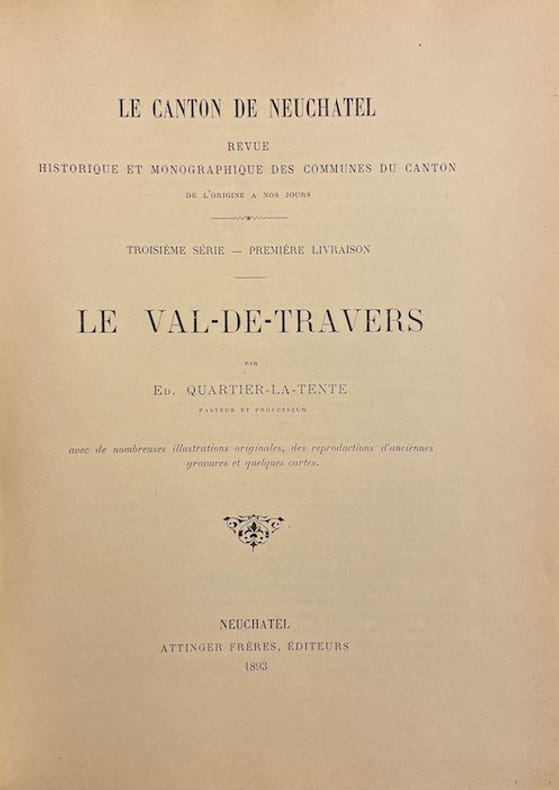 LE CANTON DE NEUCHATEL
REVUE
HISTORIQUE ET MONOGRAPHIQUE DES COMMUNES DU CANTON
DE L'ORIGINE A NOS JOURS
TROISIÈME SÉRIE — PREMIÈRE LIVRAISON
LE VAL-DE-TRAVERS
PAR
ED. QUARTIER-LA-TENTE
PASTEUR ET PROFESSEUR
avec de nombreuses illustrations originales, des reproductions d'anciennes
gravures et quelques cartes.
NEUCHATEL
ATTINGER FRÈRES, ÉDITEURS
1893